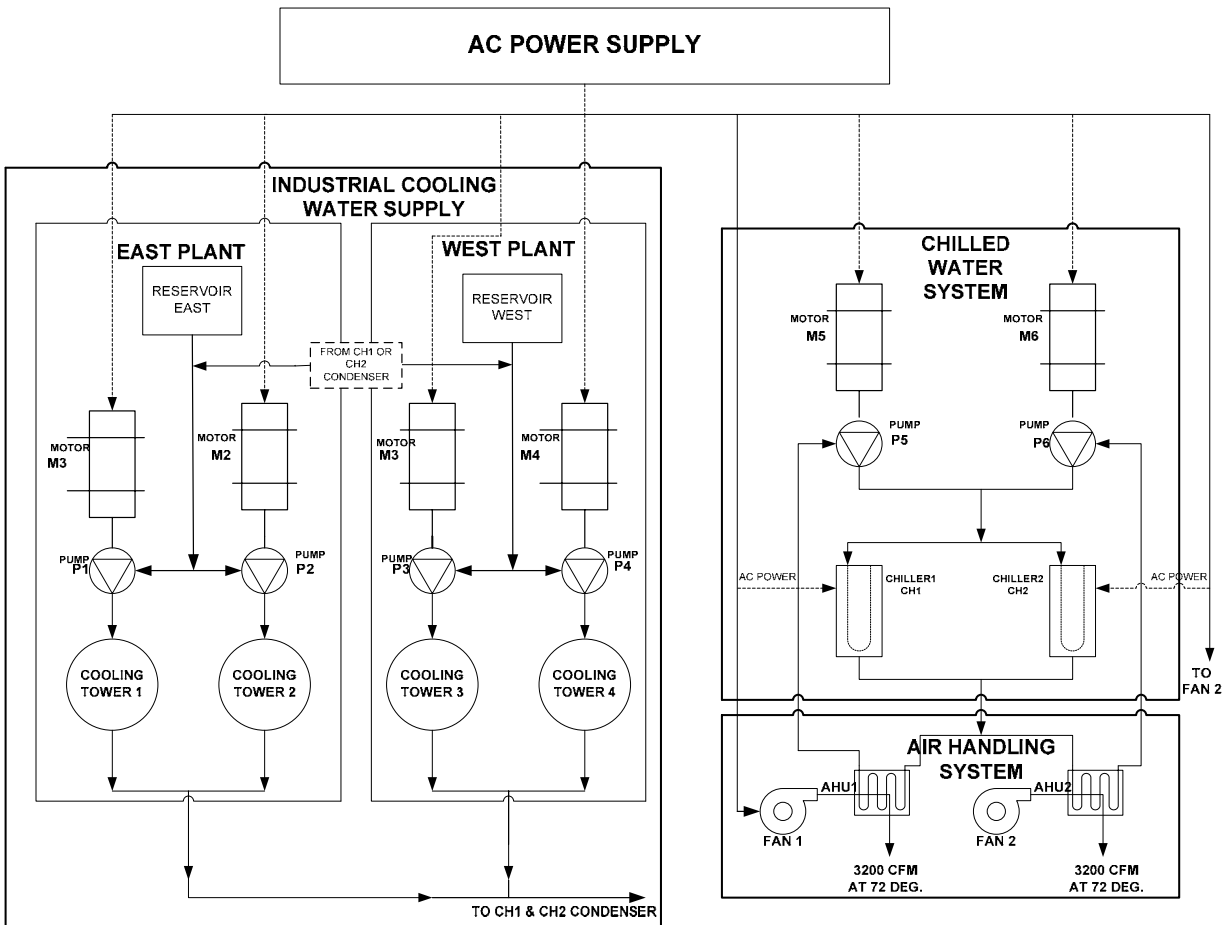 AC POWER SUPPLY
INDUSTRIAL COOLING
WATER SUPPLY
EAST PLANT
WEST PLANT
RESERVOIR
EAST
RESERVOIR
WEST
FROM CH1 OR
CH2
CONDENSER
MOTOR
M3
MOTOR
M2
MOTOR
M3
MOTOR
M4
PUMP
P1
PUMP
P2
PUMP
P3
PUMP
P4
COOLING
TOWER 1
COOLING
TOWER 2
COOLING
TOWER 3
COOLING
TOWER 4
TO CH1 & CH2 CONDENSER
CHILLED
WATER
SYSTEM
MOTOR
M5
MOTOR
M6
PUMP
P5
PUMP
P6
AC POWER
CHILLER1
CH1
CHILLER2
CH2
AC POWER
TO
FAN 2
AIR HANDLING
SYSTEM
AHU1
AHU2
FAN 1
FAN 2
3200 CFM
AT 72 DEG.
3200 CFM
AT 72 DEG.